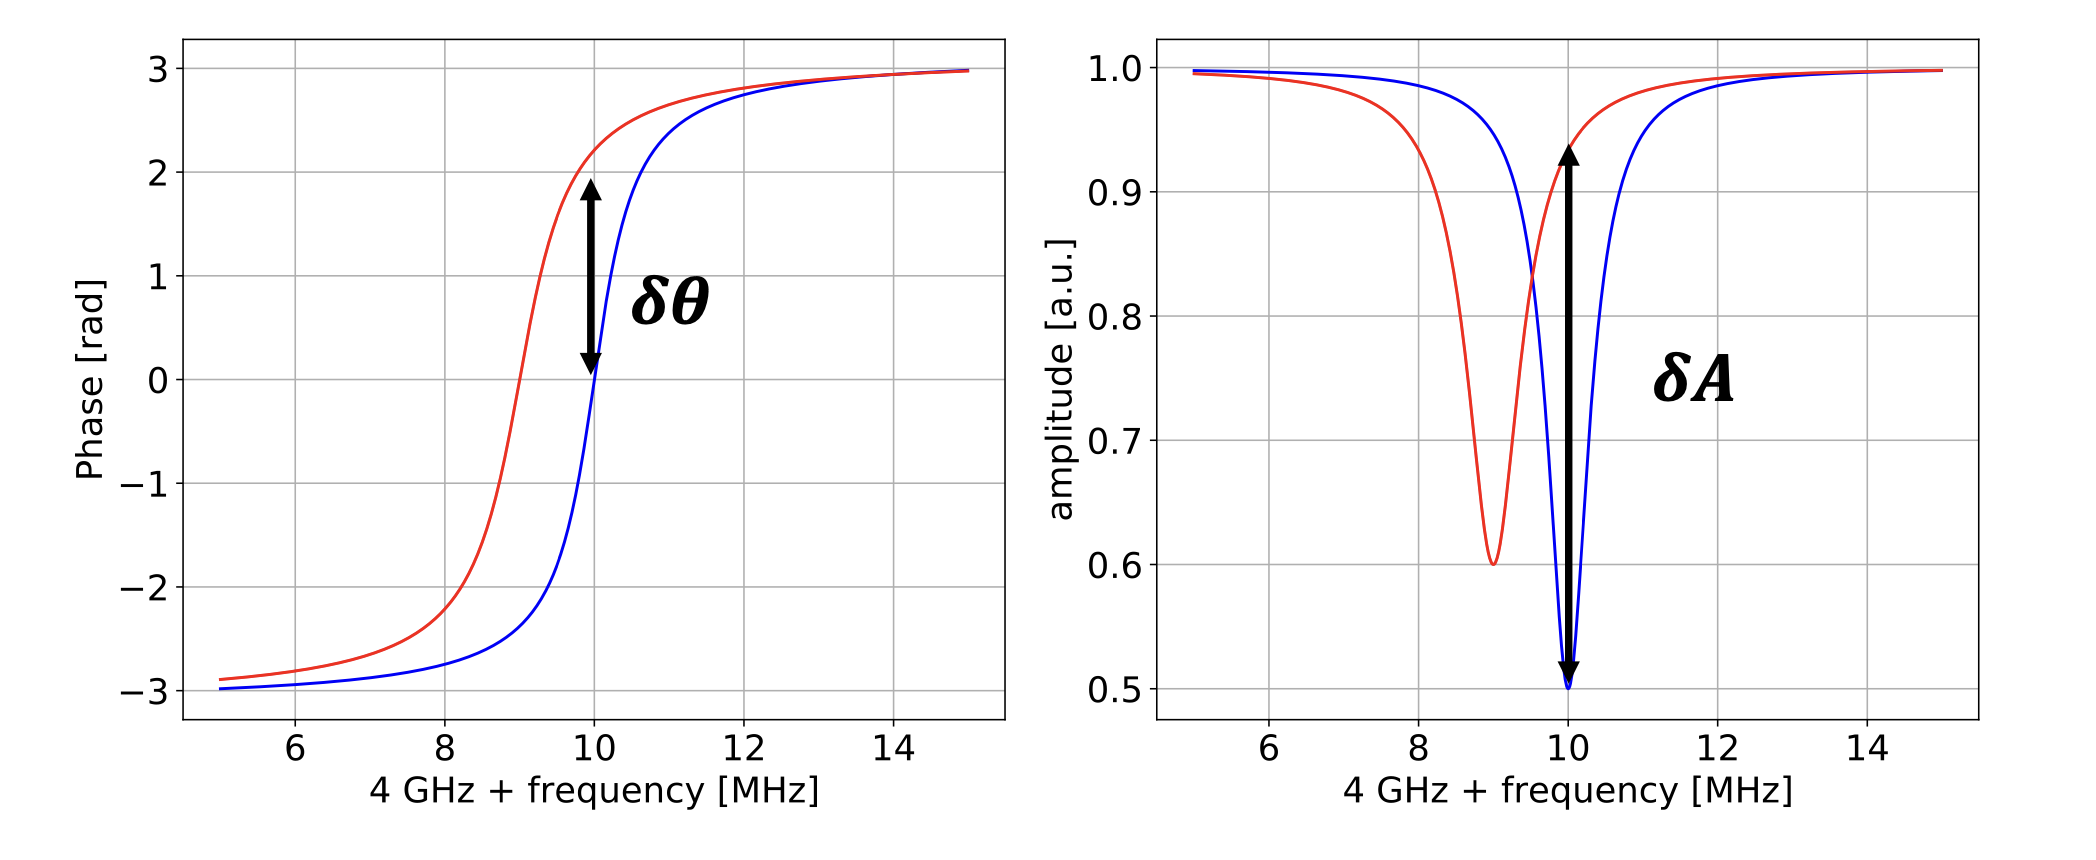 Phase [rad]
3
2
1
0
−1
−2
−3
6 8 10 12 14
4 GHz + frequency [MHz]
δθ
amplitude [a.u.]
1.0
0.9
0.8
0.7
0.6
0.5
6 8 10 12 14
4 GHz + frequency [MHz]
δA